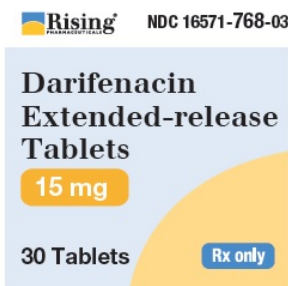 Rising®
PHARMACEUTICALS
NDC 16571-768-03
Darifenacin
Extended-release
Tablets
15 mg
30 Tablets
Rx only